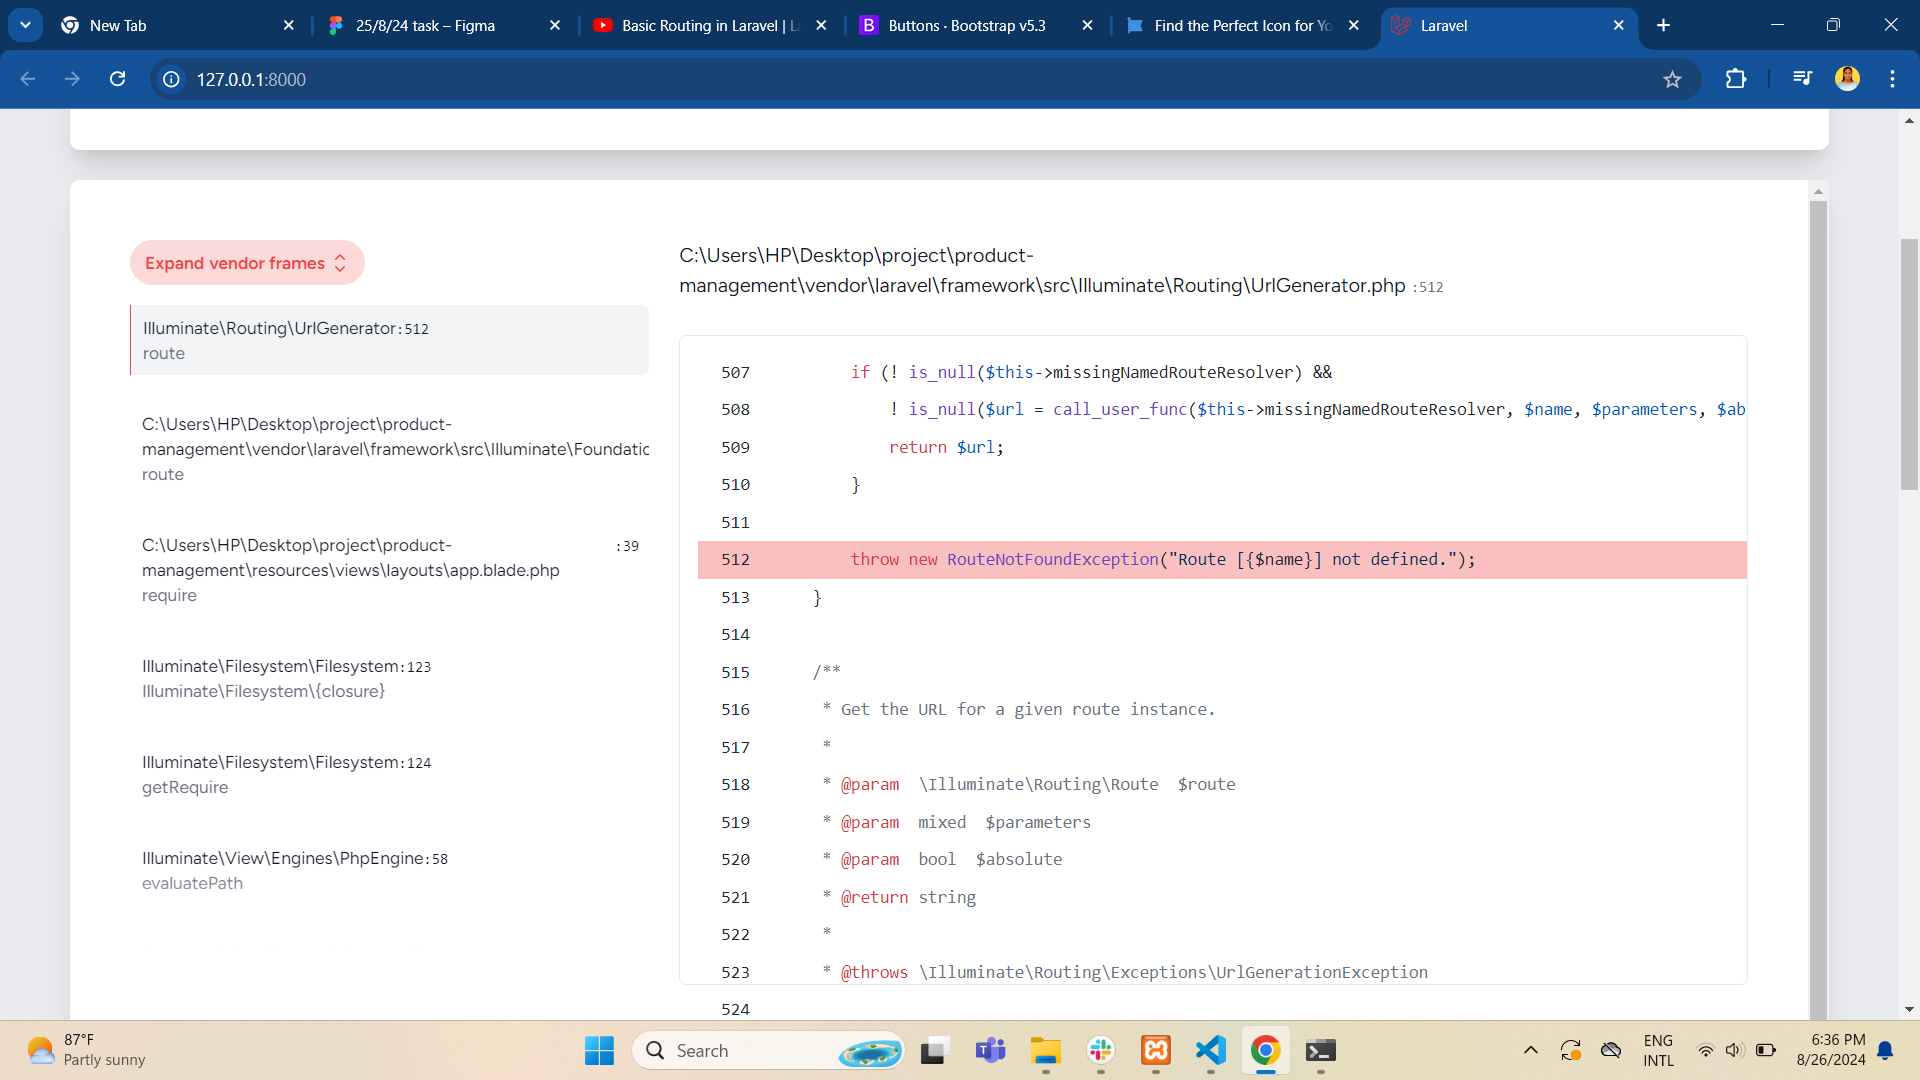 New Tab
25/8/24 task – Figma
Basic Routing in Laravel | L
Buttons · Bootstrap v5.3
Find the Perfect Icon for Yo
Laravel
127.0.0.1:8000
Expand vendor frames
Illuminate\Routing\UrlGenerator:512
route
C:\Users\HP\Desktop\project\product-
management\vendor\laravel\framework\src\Illuminate\Foundatio
route
C:\Users\HP\Desktop\project\product- :39
management\resources\views\layouts\app.blade.php
require
Illuminate\Filesystem\Filesystem:123
Illuminate\Filesystem\{closure}
Illuminate\Filesystem\Filesystem:124
getRequire
Illuminate\View\Engines\PhpEngine:58
evaluatePath
C:\Users\HP\Desktop\project\product-
management\vendor\laravel\framework\src\Illuminate\Routing\UrlGenerator.php :512
507 if (! is_null($this->missingNamedRouteResolver) &&
508 ! is_null($url = call_user_func($this->missingNamedRouteResolver, $name, $parameters, $ab
509 return $url;
510 }
511
512 throw new RouteNotFoundException("Route [{$name}] not defined.");
513 }
514
515 /**
516 * Get the URL for a given route instance.
517 *
518 * @param \Illuminate\Routing\Route $route
519 * @param mixed $parameters
520 * @param bool $absolute
521 * @return string
522 *
523 * @throws \Illuminate\Routing\Exceptions\UrlGenerationException
524
87°F
Partly sunny
Search
ENG
INTL
6:36 PM
8/26/2024